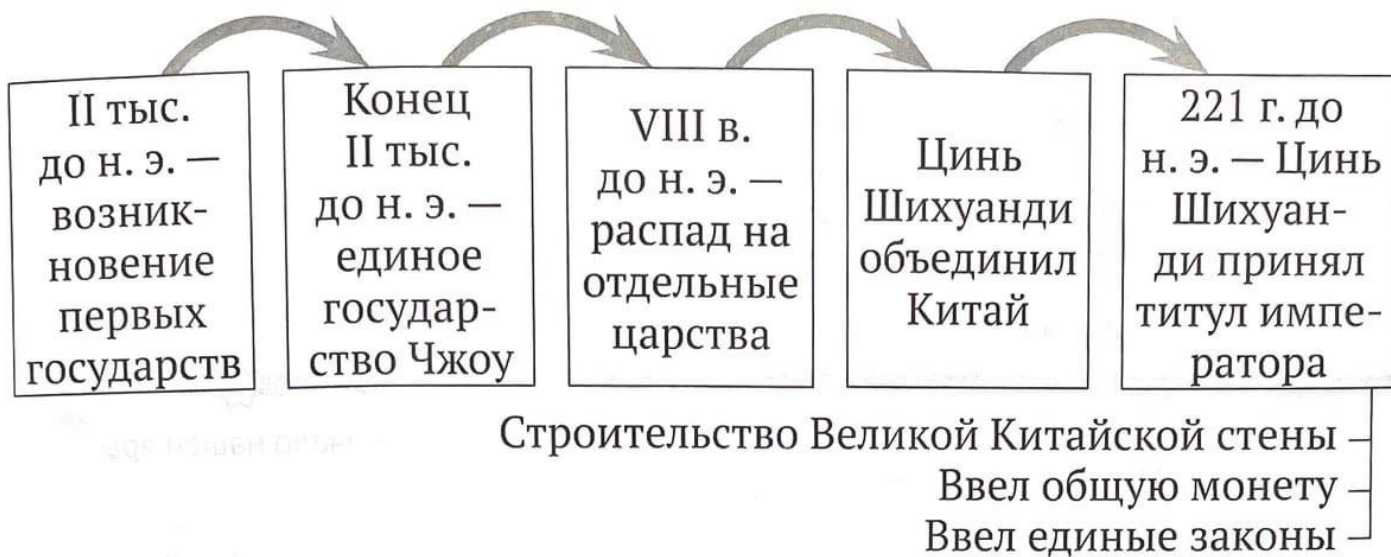 II тыс.
до н. э. —
возник-
новение
первых
государств
Конец
II тыс.
до н. э. —
единое
государ-
ство Чжоу
VIII в.
до н. э. —
распад на
отдельные
царства
Цинь
Шихуанди
объединил
Китай
221 г. до
н. э. — Цинь
Шихуан-
ди принял
титул импе-
ратора
Строительство Великой Китайской стены
Ввел общую монету
Ввел единые законы